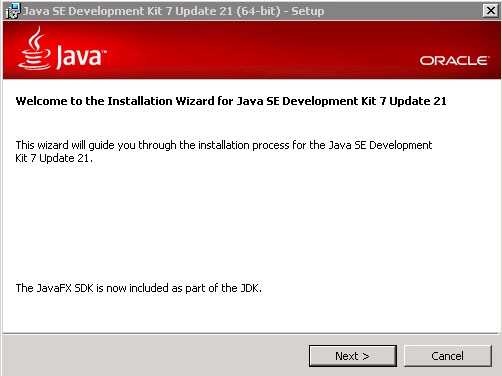 Java SE Development Kit 7 Update 21 (64-bit) - Setup
Java™
ORACLE®
Welcome to the Installation Wizard for Java SE Development Kit 7 Update 21
This wizard will guide you through the installation process for the Java SE Development
Kit 7 Update 21.
The JavaFX SDK is now included as part of the JDK.
Next >
Cancel